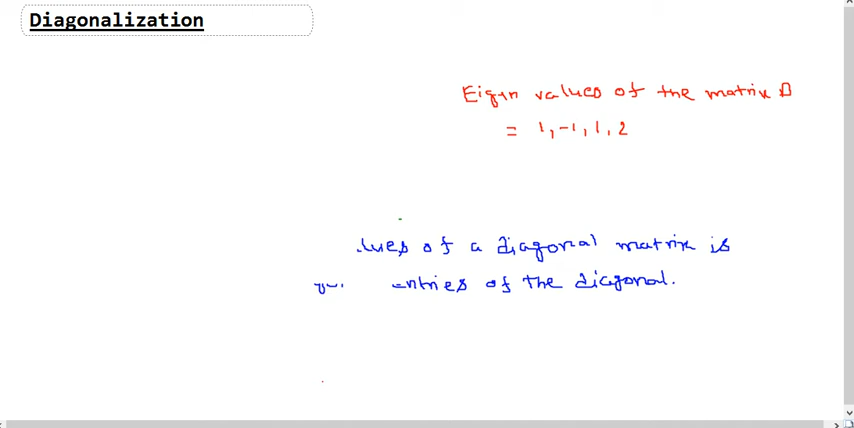 Diagonalization
Eigen values of the matrix D
= 1, -1, 1, 2
lues of a diagonal matrix is
entries of the diagonal.